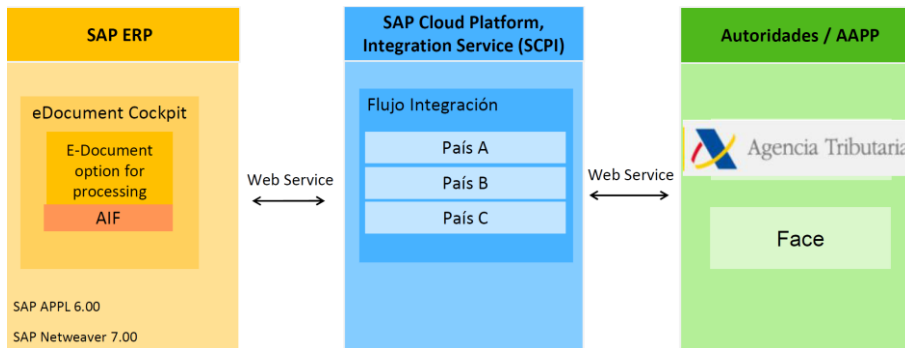 SAP ERP
eDocument Cockpit
E-Document
option for
processing
AIF
SAP APPL 6.00
SAP Netweaver 7.00
Web Service
SAP Cloud Platform,
Integration Service (SCPI)
Flujo Integración
País A
País B
País C
Web Service
Autoridades / AAPP
Agencia Tributaria
Face